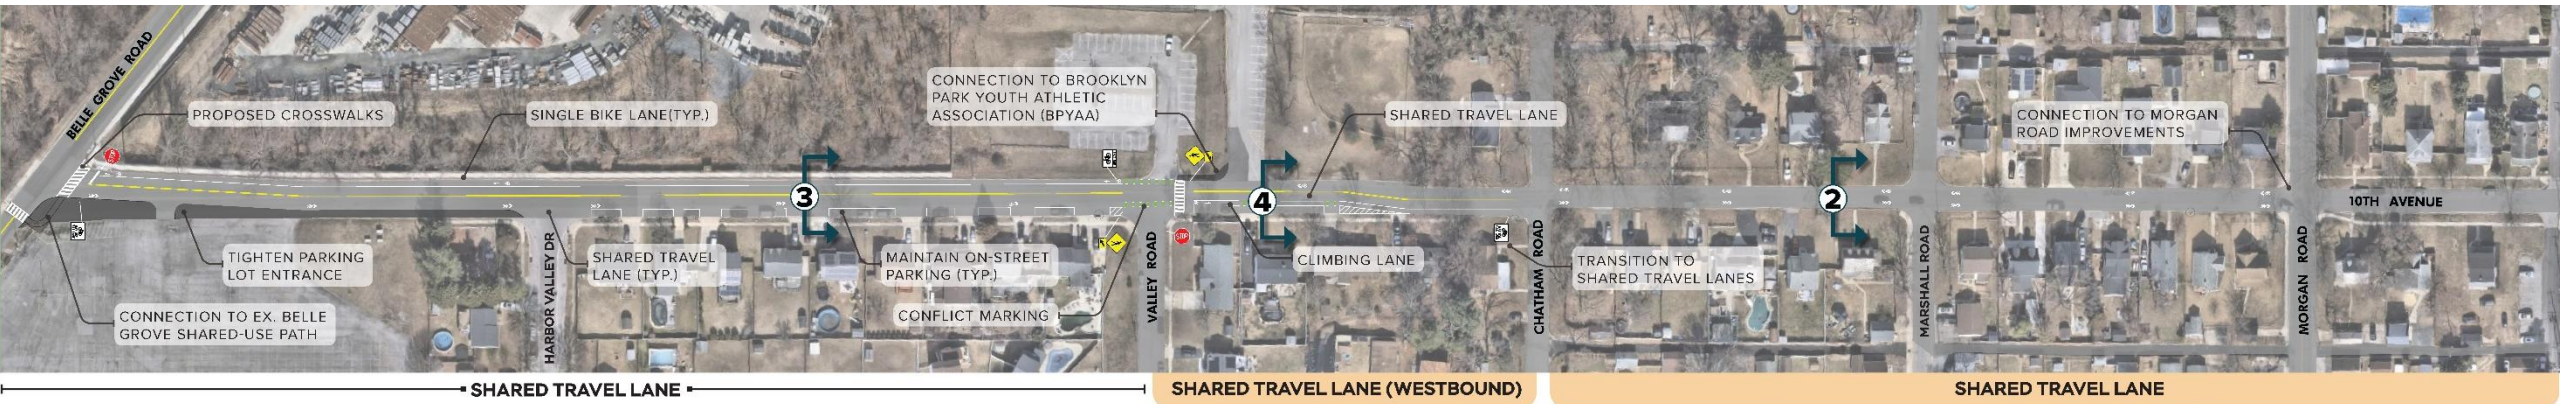 BELLE GROVE ROAD
PROPOSED CROSSWALKS
SINGLE BIKE LANE(TYP.)
CONNECTION TO BROOKLYN
PARK YOUTH ATHLETIC
ASSOCIATION (BPYAA)
SHARED TRAVEL LANE
CONNECTION TO MORGAN
ROAD IMPROVEMENTS
STOP
3
4
2
10TH AVENUE
TIGHTEN PARKING
LOT ENTRANCE
HARBOR VALLEY DR
SHARED TRAVEL
LANE (TYP.)
MAINTAIN ON-STREET
PARKING (TYP.)
CONFLICT MARKING
VALLEY ROAD
STOP
CLIMBING LANE
CHATHAM ROAD
TRANSITION TO
SHARED TRAVEL LANES
MARSHALL ROAD
MORGAN ROAD
CONNECTION TO EX. BELLE
GROVE SHARED-USE PATH
SHARED TRAVEL LANE
SHARED TRAVEL LANE (WESTBOUND)
SHARED TRAVEL LANE